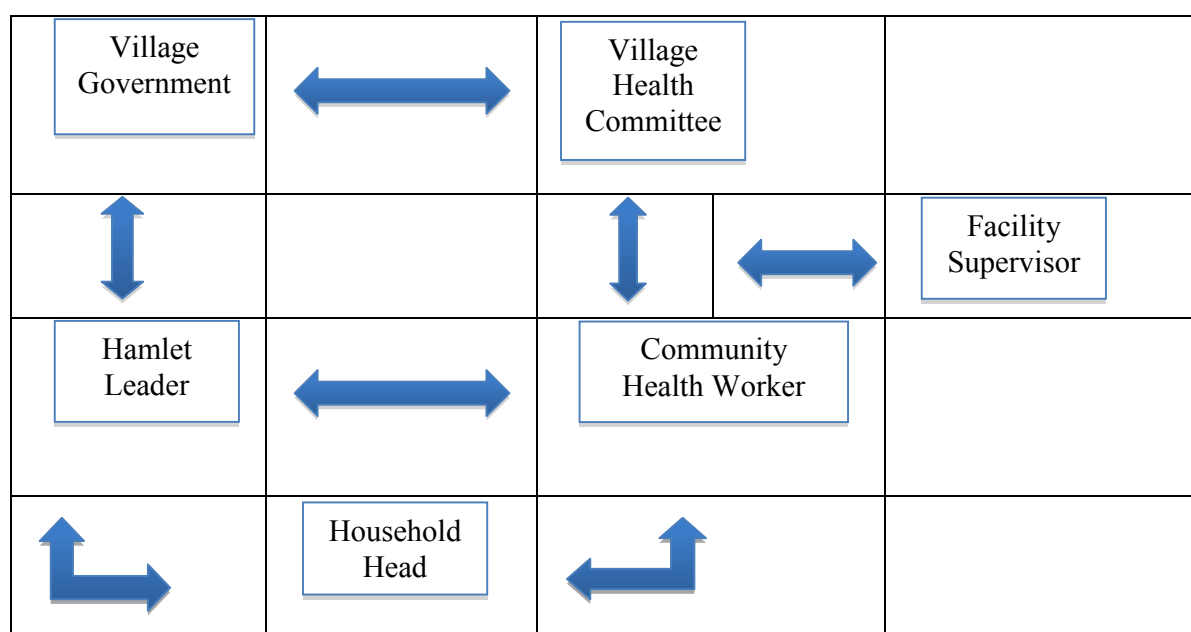 Village
Government
Village
Health
Committee
Facility
Supervisor
Hamlet
Leader
Community
Health Worker
Household
Head